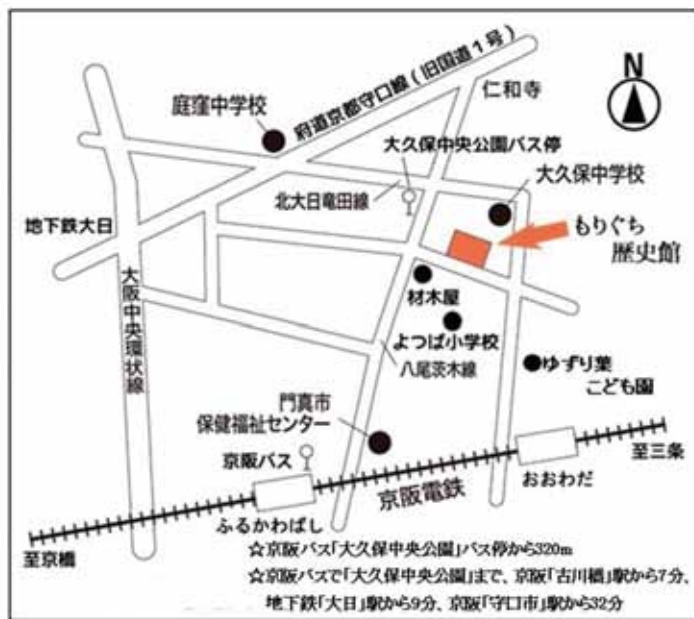 N
府道京都守口線(旧国道1号)
仁和寺
庭窪中学校
大久保中央公園バス停
大久保中学校
北大日竜田線
もりぐち
歴史館
地下鉄大日
大阪中央環状線
材木屋
よつば小学校
八尾茨木線
ゆずり葉
こども園
門真市
保健福祉センター
京阪バス
至三条
おおわだ
京阪電鉄
ふるかわばし
至京橋
☆京阪バス「大久保中央公園」バス停から320m
☆京阪バスで「大久保中央公園」まで、京阪「古川橋」駅から7分、
地下鉄「大日」駅から9分、京阪「守口市」駅から32分